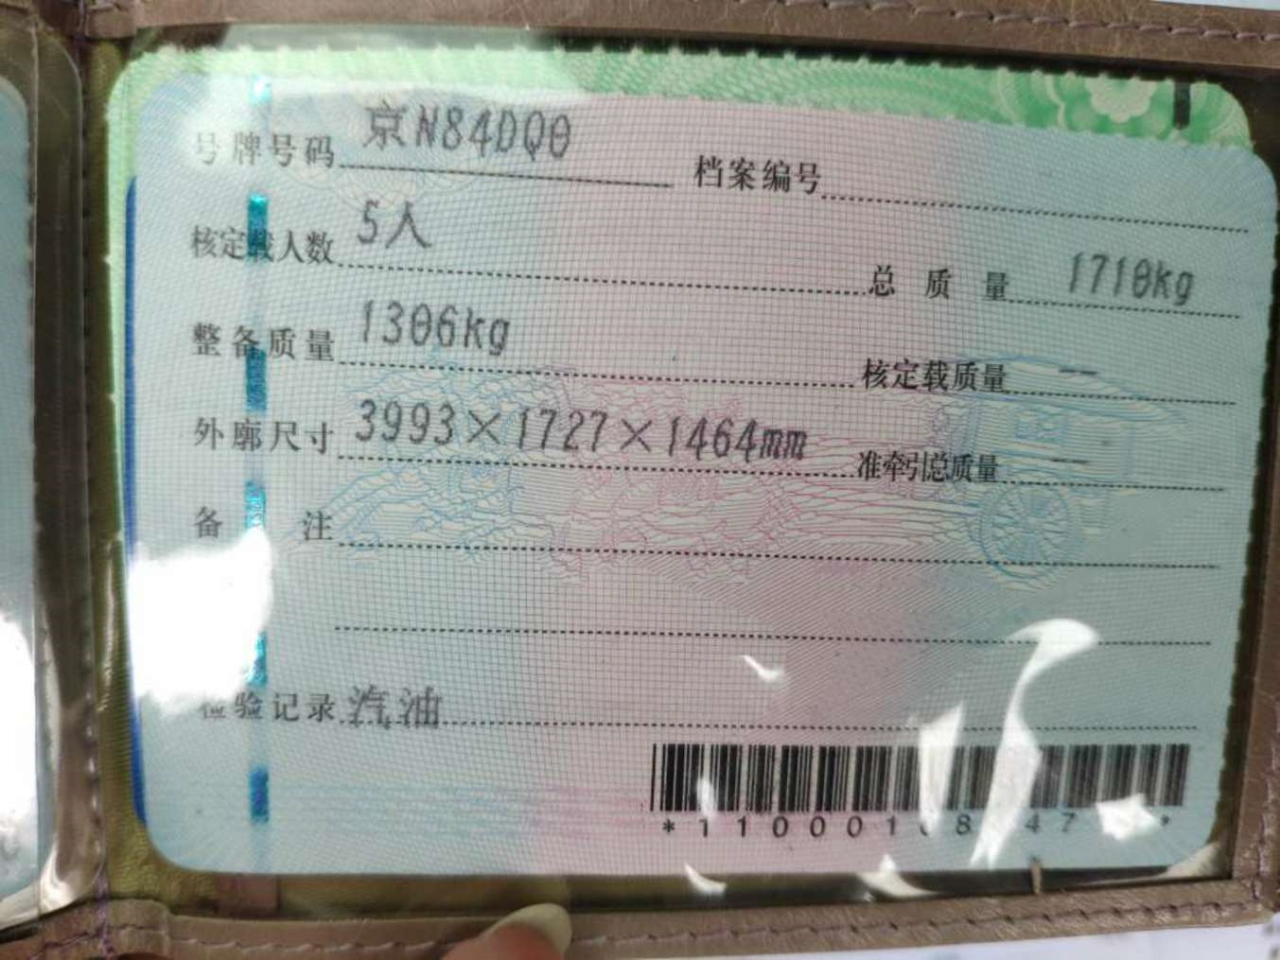 号牌号码 京N84DQ0 档案编号
核定载人数 5人 总质量 1710kg
整备质量 1306kg 核定载质量 --
外廓尺寸 3993×1727×1464mm 准牵引总质量 --
备注
检验记录 汽油
*110001 8 47 *